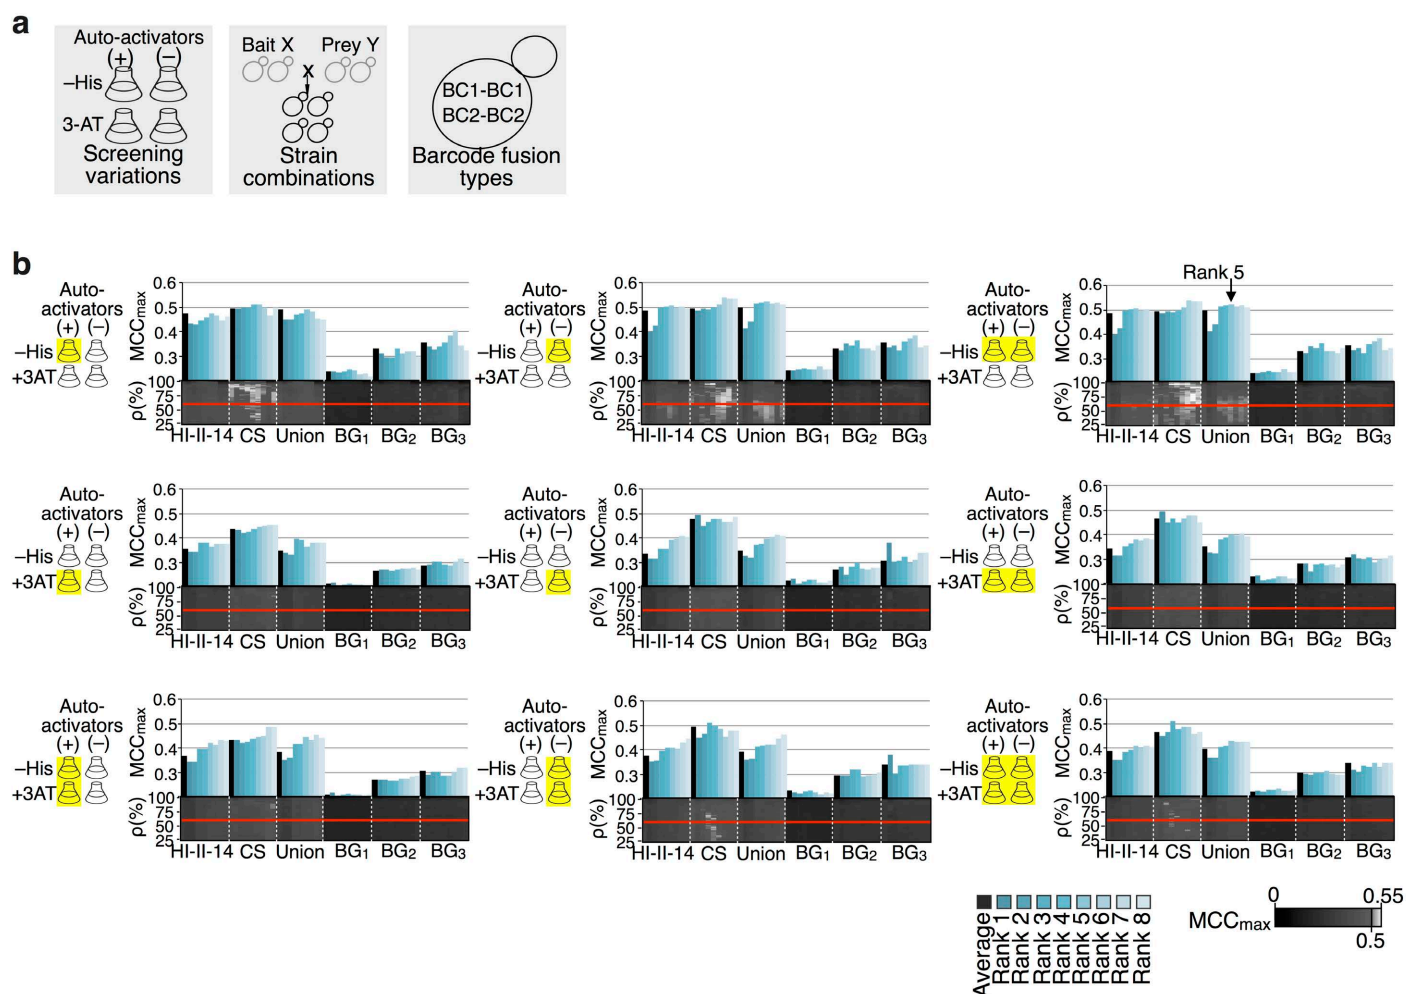 a
Auto-activators
(+) (−)
–His
3-AT
Screening
variations
Bait X Prey Y
x
Strain
combinations
BC1-BC1
BC2-BC2
Barcode fusion
types
b
Auto-
activators
(+) (−)
–His
+3AT
MCCmax
0.6
0.5
0.4
0.3
ρ(%)
100
75
50
25
HI-II-14 CS Union BG1 BG2 BG3
Auto-
activators
(+) (−)
–His
+3AT
MCCmax
0.6
0.5
0.4
0.3
ρ(%)
100
75
50
25
HI-II-14 CS Union BG1 BG2 BG3
Rank 5
Auto-
activators
(+) (−)
–His
+3AT
MCCmax
0.6
0.5
0.4
0.3
ρ(%)
100
75
50
25
HI-II-14 CS Union BG1 BG2 BG3
Auto-
activators
(+) (−)
–His
+3AT
MCCmax
0.6
0.5
0.4
0.3
ρ(%)
100
75
50
25
HI-II-14 CS Union BG1 BG2 BG3
Auto-
activators
(+) (−)
–His
+3AT
MCCmax
0.6
0.5
0.4
0.3
ρ(%)
100
75
50
25
HI-II-14 CS Union BG1 BG2 BG3
Auto-
activators
(+) (−)
–His
+3AT
MCCmax
0.6
0.5
0.4
0.3
ρ(%)
100
75
50
25
HI-II-14 CS Union BG1 BG2 BG3
Auto-
activators
(+) (−)
–His
+3AT
MCCmax
0.6
0.5
0.4
0.3
ρ(%)
100
75
50
25
HI-II-14 CS Union BG1 BG2 BG3
Auto-
activators
(+) (−)
–His
+3AT
MCCmax
0.6
0.5
0.4
0.3
ρ(%)
100
75
50
25
HI-II-14 CS Union BG1 BG2 BG3
Auto-
activators
(+) (−)
–His
+3AT
MCCmax
0.6
0.5
0.4
0.3
ρ(%)
100
75
50
25
HI-II-14 CS Union BG1 BG2 BG3
Average
Rank 1
Rank 2
Rank 3
Rank 4
Rank 5
Rank 6
Rank 7
Rank 8
0 0.55
MCCmax
0.5